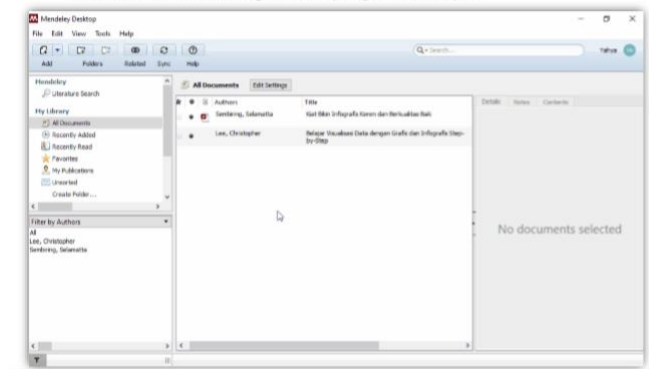 Mendeley Desktop
File Edit View Tools Help
Add Folders Related Sync Help
Search...
Yahya
Mendeley
Literature Search
My Library
All Documents
Recently Added
Recently Read
Favorites
My Publications
Unsorted
Create Folder...
Filter by Authors
All
Lee, Christopher
Sembiring, Selamatta
All Documents Edit Settings
Authors Title
Sembiring, Selamatta Kiat Bikin Infografis Keren dan Berkualitas Baik
Lee, Christopher Belajar Visualisasi Data dengan Grafik dan Infografis Step-
by-Step
Details Notes Contents
No documents selected